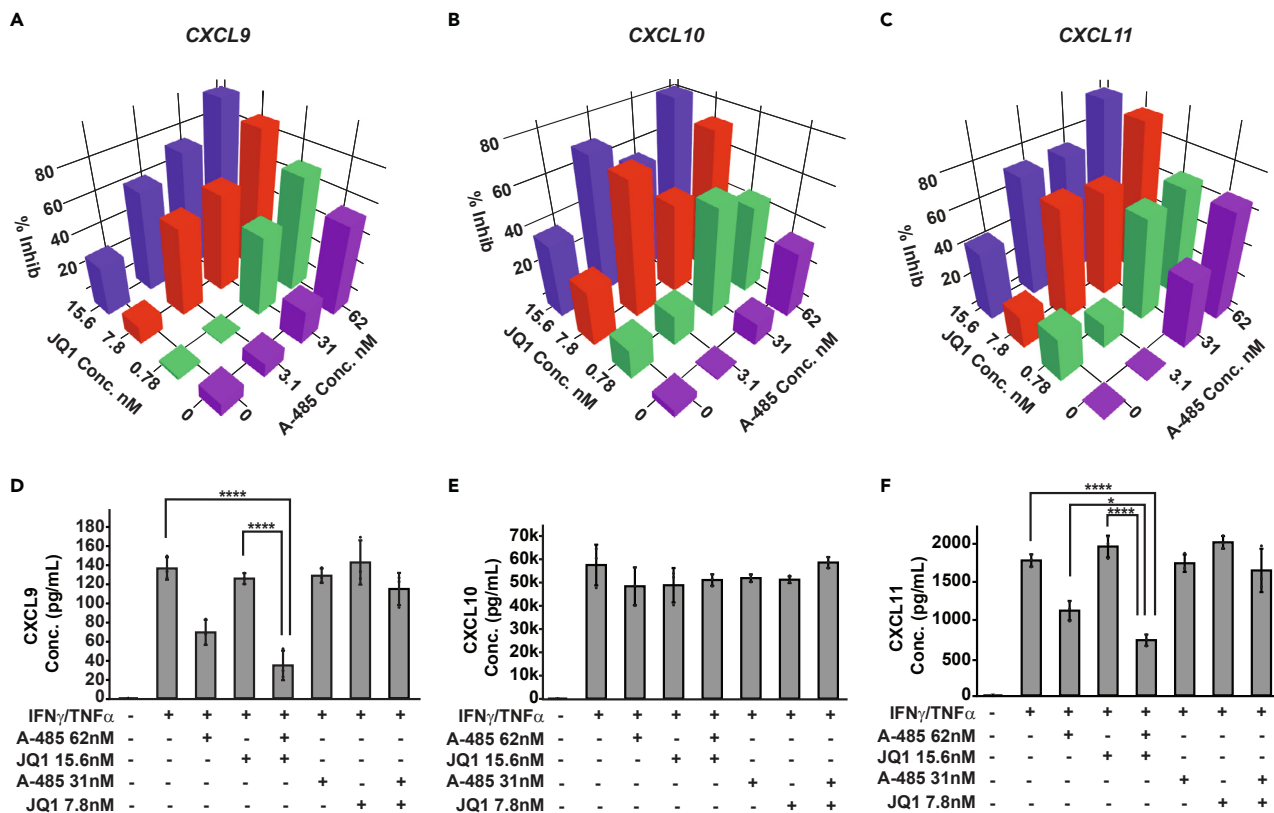 A
CXCL9
80
60
40
20
% Inhib
15.6
7.8
0.78
0
JQ1 Conc. nM
0
3.1
31
62
A-485 Conc. nM
B
CXCL10
80
60
40
20
% Inhib
15.6
7.8
0.78
0
JQ1 Conc. nM
0
3.1
31
62
A-485 Conc. nM
C
CXCL11
80
60
40
20
% Inhib
15.6
7.8
0.78
0
JQ1 Conc. nM
0
3.1
31
62
A-485 Conc. nM
D
CXCL9
Conc. (pg/mL)
180
160
140
120
100
80
60
40
20
0
****
****
IFNγ/TNFα - + + + + + + +
A-485 62nM - - + - + - - -
JQ1 15.6nM - - - + + - - -
A-485 31nM - - - - - + - +
JQ1 7.8nM - - - - - - + +
E
CXCL10
Conc. (pg/mL)
70k
60k
50k
40k
30k
20k
10k
0
IFNγ/TNFα - + + + + + + +
A-485 62nM - - + - + - - -
JQ1 15.6nM - - - + + - - -
A-485 31nM - - - - - + - +
JQ1 7.8nM - - - - - - + +
F
CXCL11
Conc. (pg/mL)
2000
1500
1000
500
0
****
*
****
IFNγ/TNFα - + + + + + + +
A-485 62nM - - + - + - - -
JQ1 15.6nM - - - + + - - -
A-485 31nM - - - - - + - +
JQ1 7.8nM - - - - - - + +